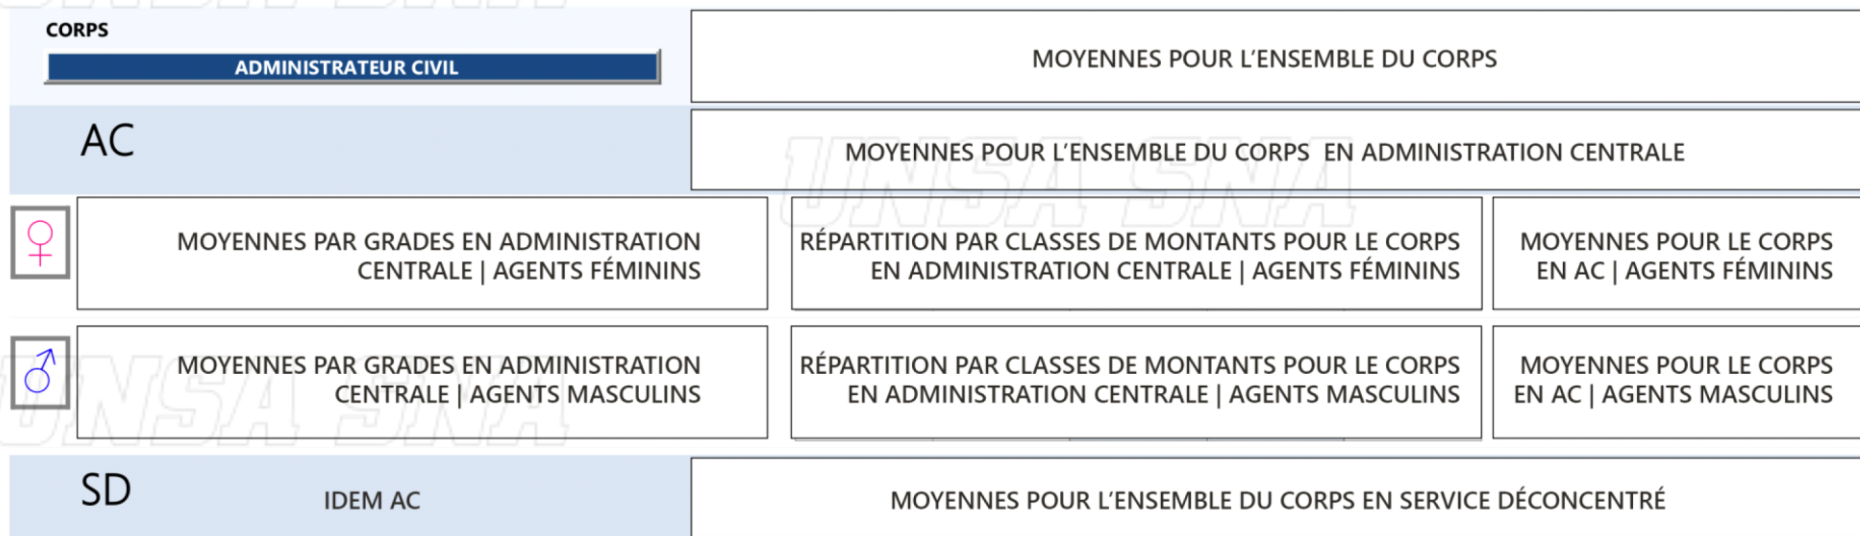 CORPS
ADMINISTRATEUR CIVIL
MOYENNES POUR L'ENSEMBLE DU CORPS
AC
MOYENNES POUR L'ENSEMBLE DU CORPS EN ADMINISTRATION CENTRALE
UNSA SNA
MOYENNES PAR GRADES EN ADMINISTRATION
CENTRALE | AGENTS FÉMININS
RÉPARTITION PAR CLASSES DE MONTANTS POUR LE CORPS
EN ADMINISTRATION CENTRALE | AGENTS FÉMININS
MOYENNES POUR LE CORPS
EN AC | AGENTS FÉMININS
MOYENNES PAR GRADES EN ADMINISTRATION
CENTRALE | AGENTS MASCULINS
RÉPARTITION PAR CLASSES DE MONTANTS POUR LE CORPS
EN ADMINISTRATION CENTRALE | AGENTS MASCULINS
MOYENNES POUR LE CORPS
EN AC | AGENTS MASCULINS
UNSA SNA
SD
IDEM AC
MOYENNES POUR L'ENSEMBLE DU CORPS EN SERVICE DÉCONCENTRÉ